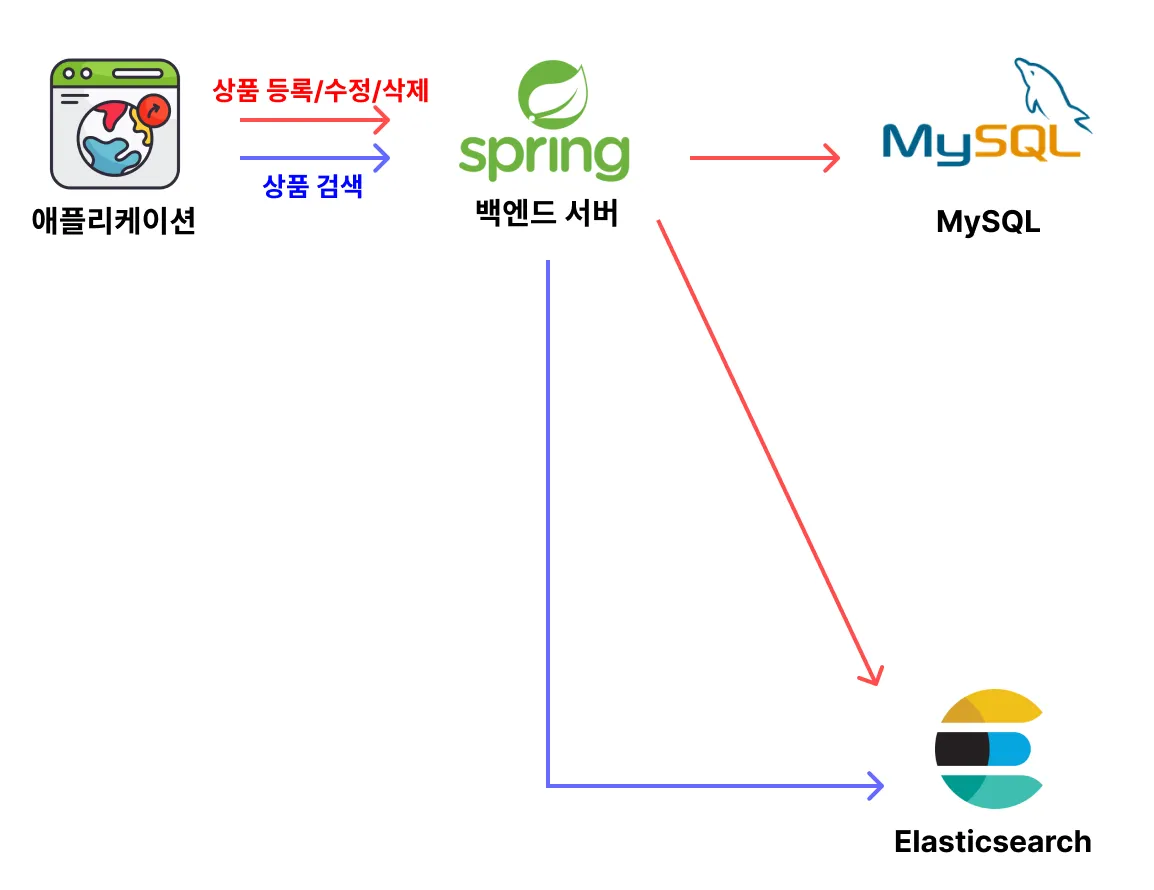 상품 등록/수정/삭제
상품 검색
애플리케이션
spring
백엔드 서버
MySQL
MySQL
Elasticsearch